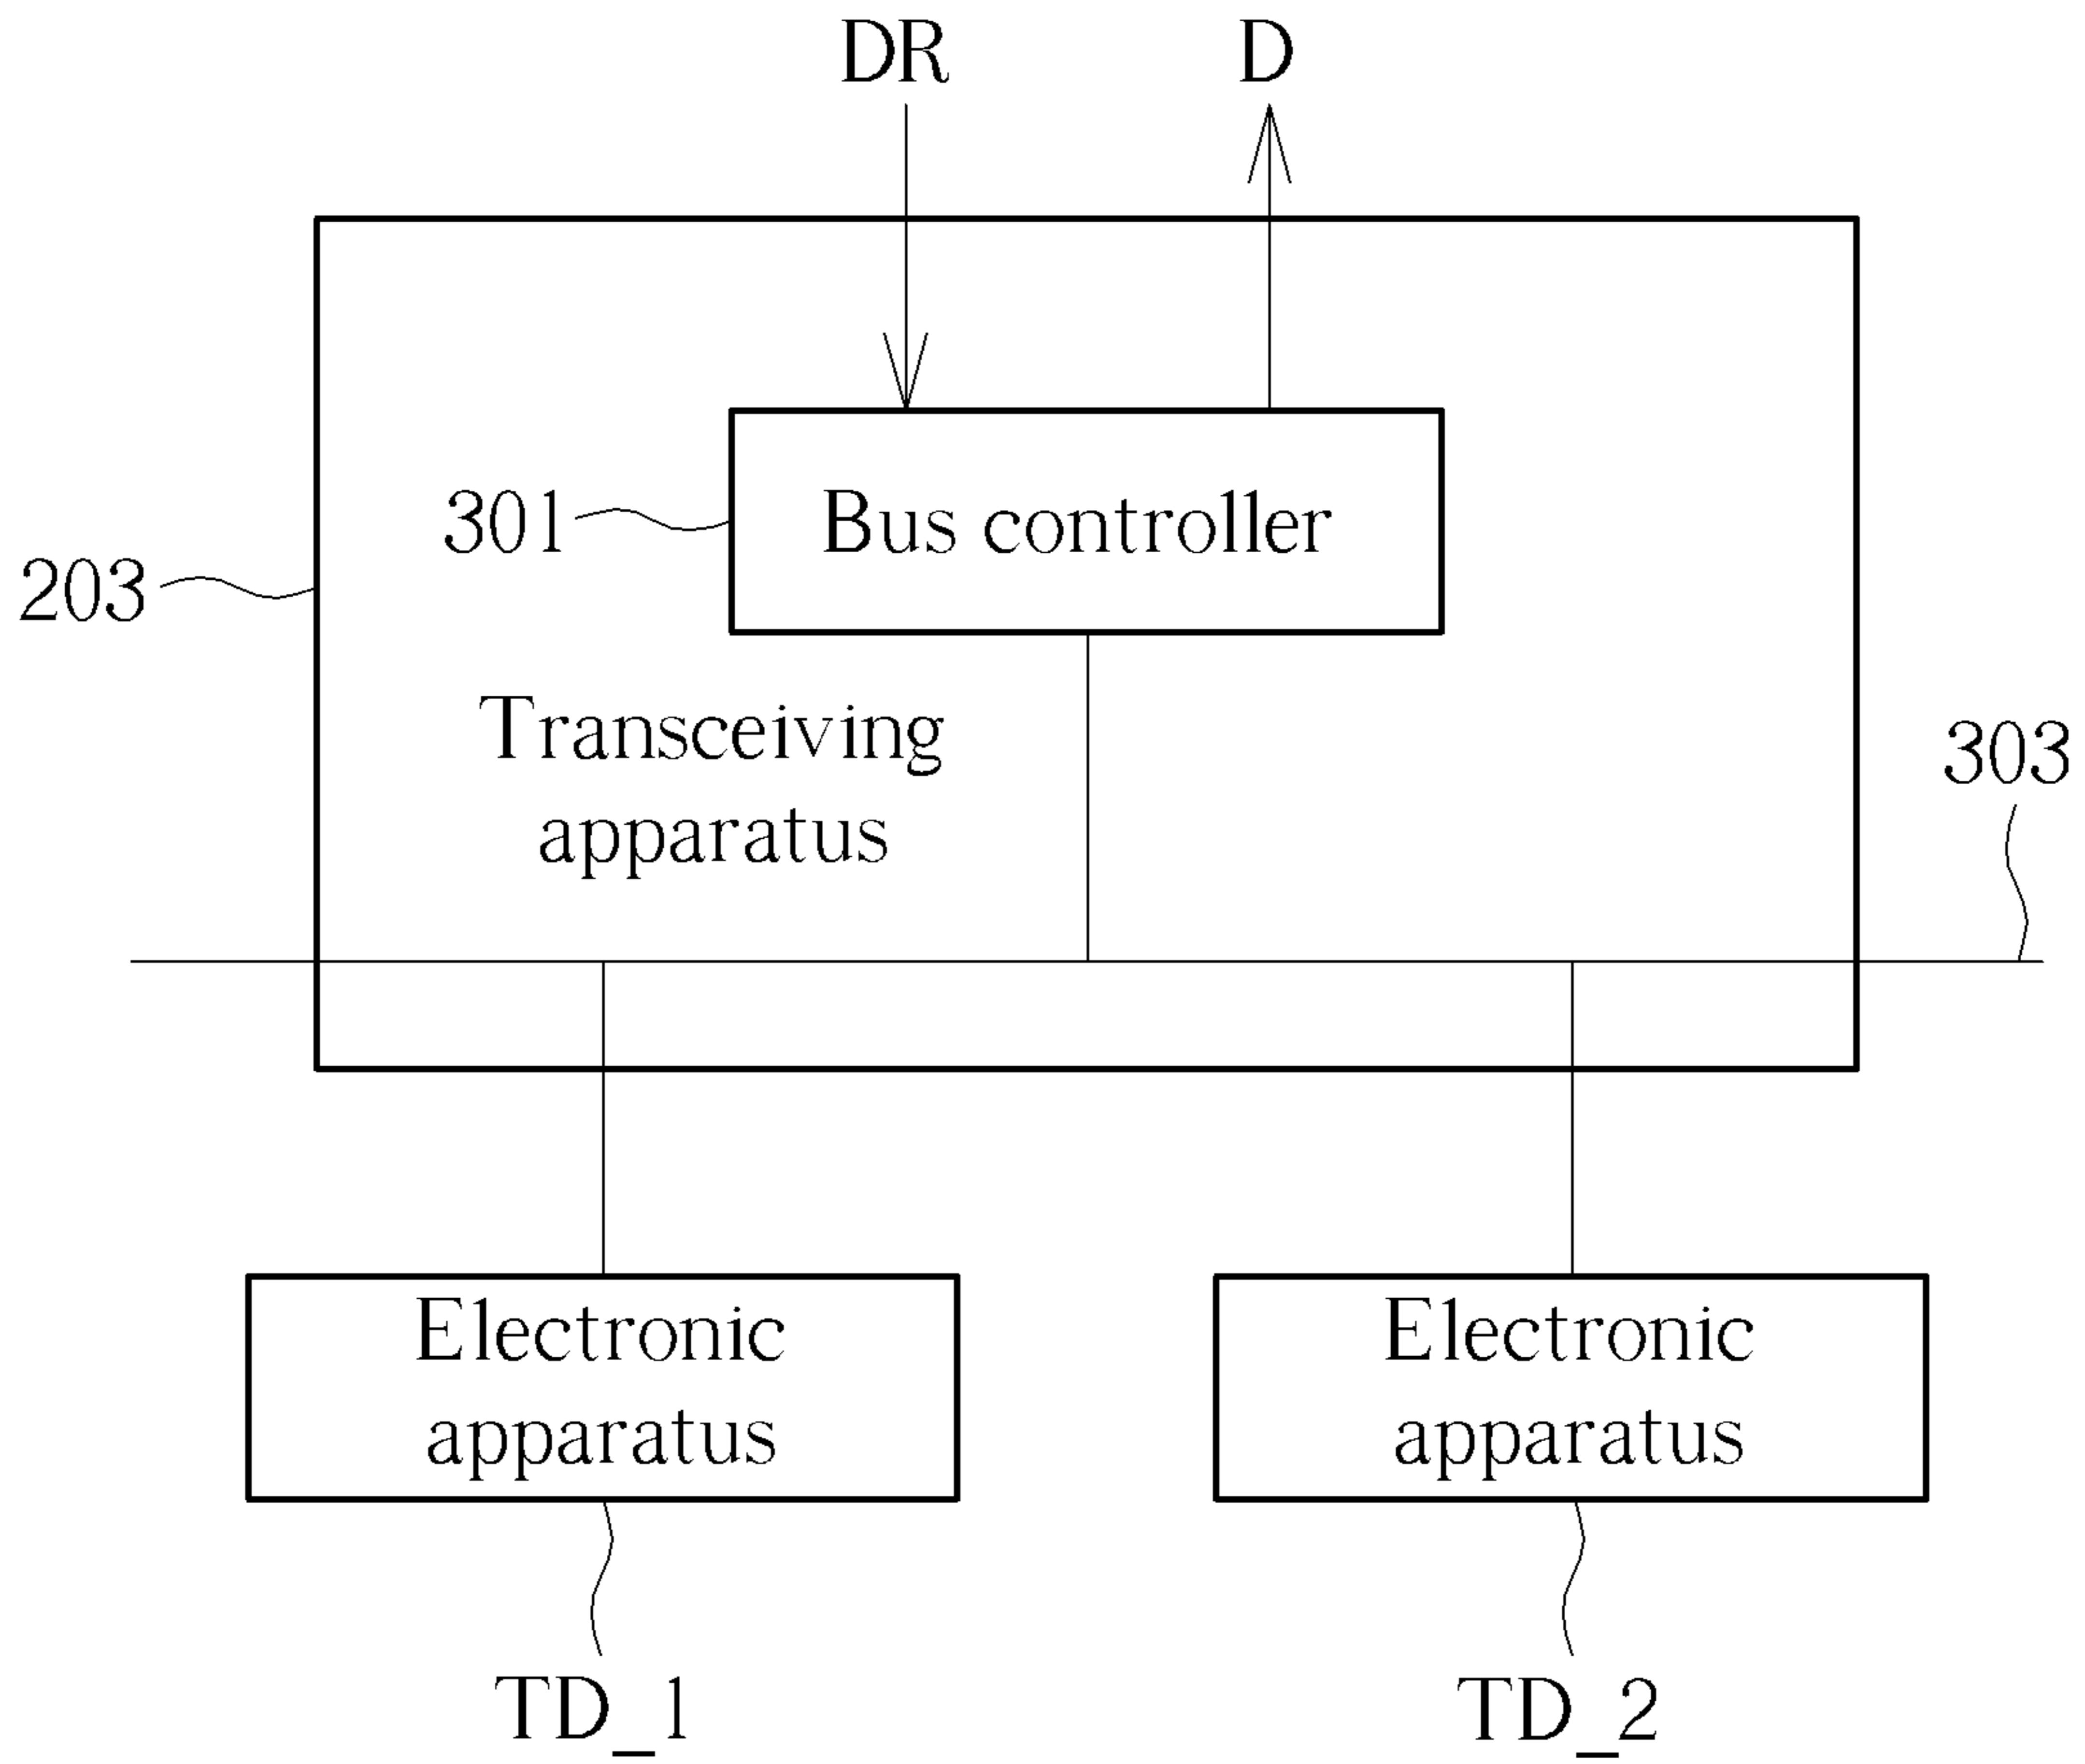 DR
D
301
Bus controller
203
Transceiving
apparatus
303
Electronic
apparatus
Electronic
apparatus
TD_1
TD_2